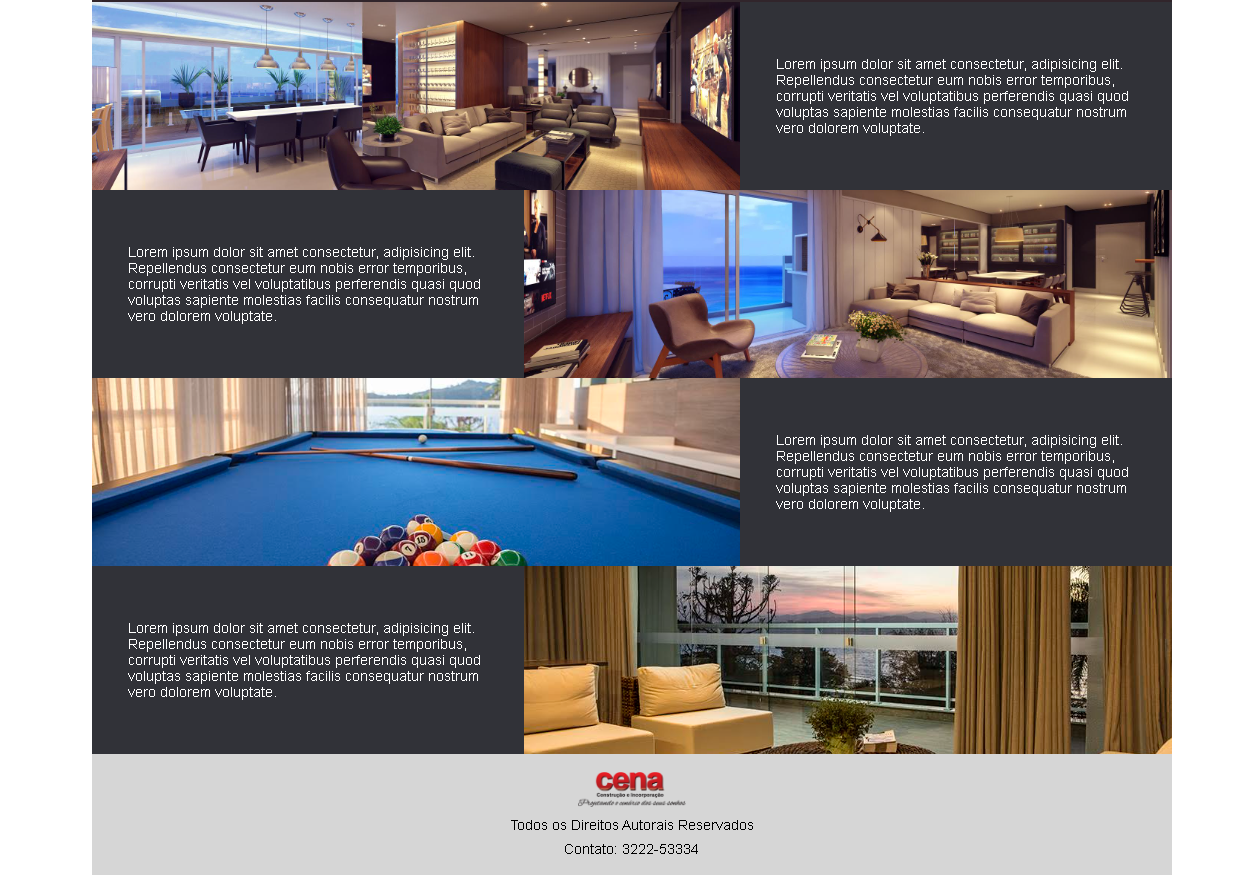 Lorem ipsum dolor sit amet consectetur, adipisicing elit.
Repellendus consectetur eum nobis error temporibus,
corrupti veritatis vel voluptatibus perferendis quasi quod
voluptas sapiente molestias facilis consequatur nostrum
vero dolorem voluptate.
Lorem ipsum dolor sit amet consectetur, adipisicing elit.
Repellendus consectetur eum nobis error temporibus,
corrupti veritatis vel voluptatibus perferendis quasi quod
voluptas sapiente molestias facilis consequatur nostrum
vero dolorem voluptate.
NETFLIX
Lorem ipsum dolor sit amet consectetur, adipisicing elit.
Repellendus consectetur eum nobis error temporibus,
corrupti veritatis vel voluptatibus perferendis quasi quod
voluptas sapiente molestias facilis consequatur nostrum
vero dolorem voluptate.
15
11
Lorem ipsum dolor sit amet consectetur, adipisicing elit.
Repellendus consectetur eum nobis error temporibus,
corrupti veritatis vel voluptatibus perferendis quasi quod
voluptas sapiente molestias facilis consequatur nostrum
vero dolorem voluptate.
cena
Construção e Incorporação
Projetando o cenário dos seus sonhos
Todos os Direitos Autorais Reservados
Contato: 3222-53334